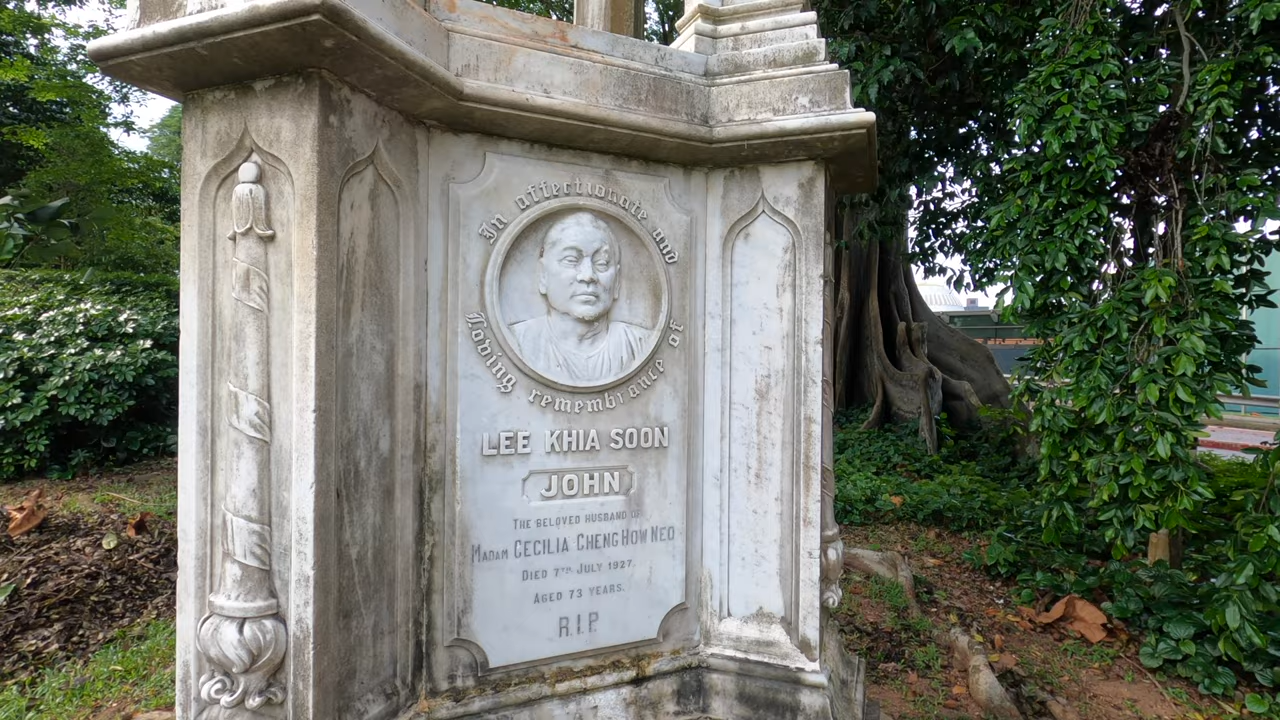 In affectionate and
Loving remembrance of
LEE KHIA SOON
JOHN
THE BELOVED HUSBAND OF
MADAM CECILIA CHENG HOW NEO
DIED 7TH JULY 1927.
AGED 73 YEARS.
R.I.P.